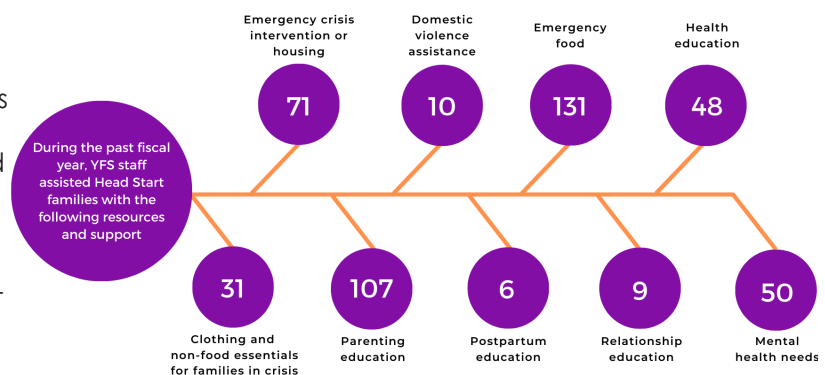 Emergency crisis
intervention or
housing
71
Domestic
violence
assistance
10
Emergency
food
131
Health
education
48
s
d
During the past fiscal
year, YFS staff
assisted Head Start
families with the
following resources
and support
31
Clothing and
non-food essentials
for families in crisis
107
Parenting
education
6
Postpartum
education
9
Relationship
education
50
Mental
health needs